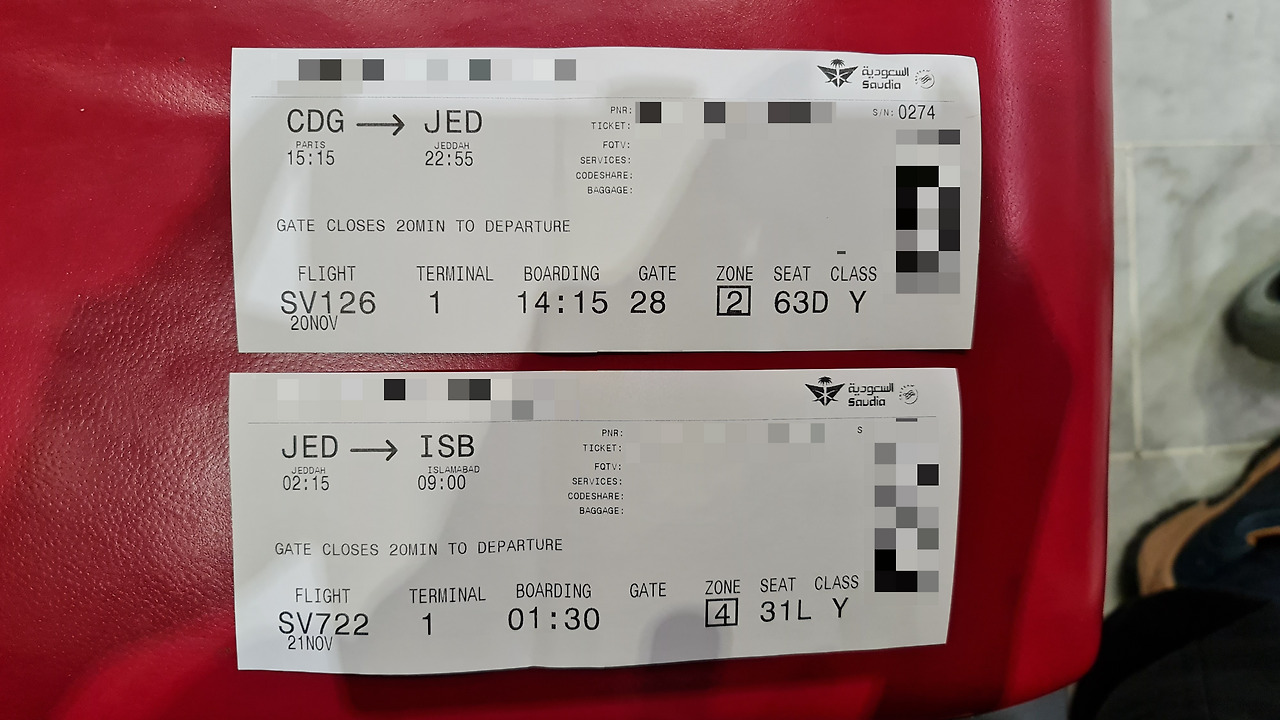 السعودية
Saudia
CDG → JED
PARIS JEDDAH
15:15 22:55
PNR:
TICKET:
FQTV:
SERVICES:
CODESHARE:
BAGGAGE:
S/N: 0274
GATE CLOSES 20MIN TO DEPARTURE
FLIGHT TERMINAL BOARDING GATE ZONE SEAT CLASS
SV126 1 14:15 28 2 63D Y
20NOV
السعودية
Saudia
JED → ISB
JEDDAH ISLAMABAD
02:15 09:00
PNR:
TICKET:
FQTV:
SERVICES:
CODESHARE:
BAGGAGE:
S
GATE CLOSES 20MIN TO DEPARTURE
FLIGHT TERMINAL BOARDING GATE ZONE SEAT CLASS
SV722 1 01:30 4 31L Y
21NOV